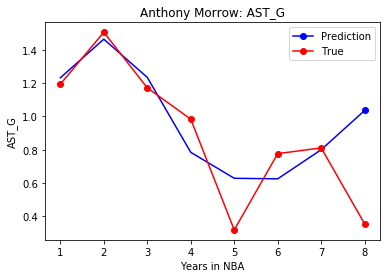 Anthony Morrow: AST_G
Prediction
True
1.4
1.2
1.0
0.8
0.6
0.4
AST_G
1 2 3 4 5 6 7 8
Years in NBA